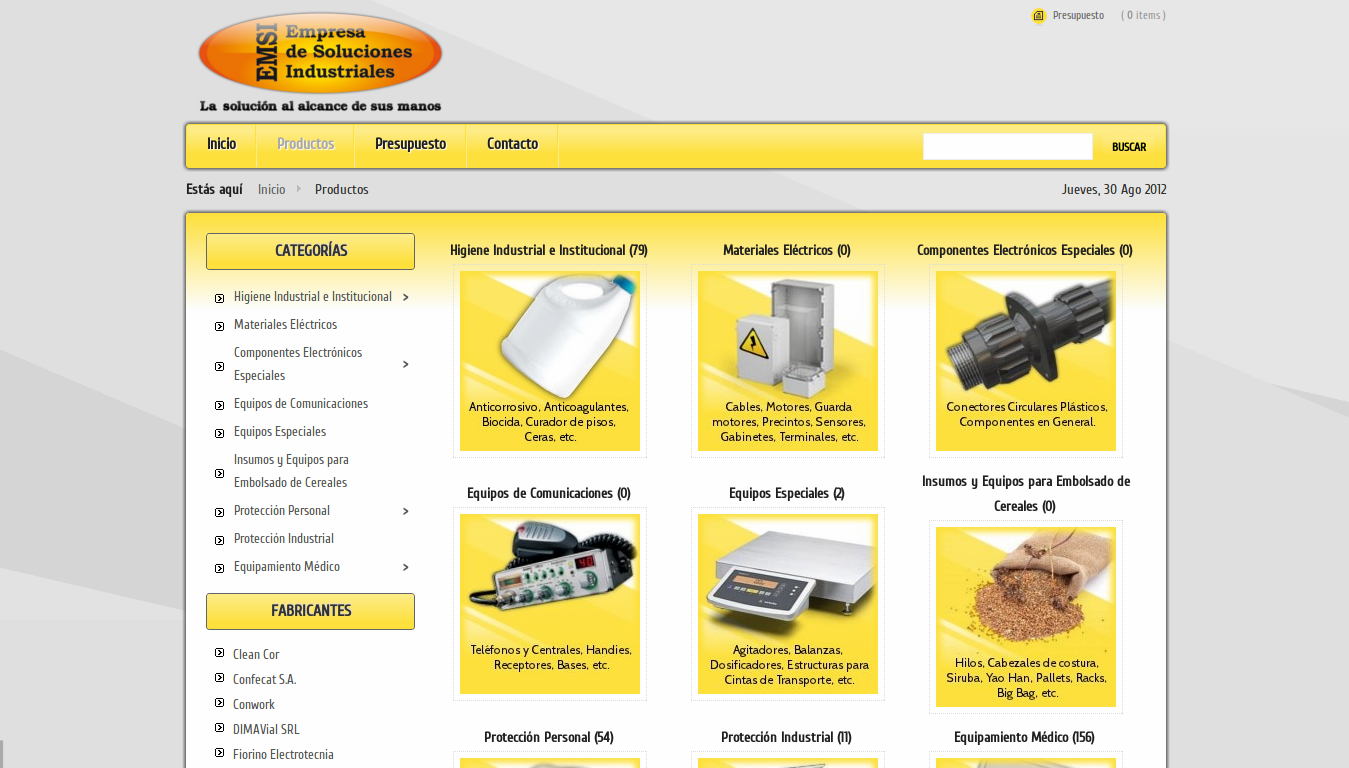 Presupuesto ( 0 items )
EMSI
Empresa
de Soluciones
Industriales
La solución al alcance de sus manos
Inicio Productos Presupuesto Contacto BUSCAR
Estás aquí Inicio Productos Jueves, 30 Ago 2012
CATEGORÍAS
Higiene Industrial e Institucional >
Materiales Eléctricos
Componentes Electrónicos
Especiales >
Equipos de Comunicaciones
Equipos Especiales
Insumos y Equipos para
Embolsado de Cereales
Protección Personal >
Protección Industrial
Equipamiento Médico >
FABRICANTES
Clean Cor
Confecat S.A.
Conwork
DIMAVial SRL
Fiorino Electrotecnia
Higiene Industrial e Institucional (79)
Anticorrosivo, Anticoagulantes,
Biocida, Curador de pisos,
Ceras, etc.
Materiales Eléctricos (0)
Cables, Motores, Guarda
motores, Precintos, Sensores,
Gabinetes, Terminales, etc.
Componentes Electrónicos Especiales (0)
Conectores Circulares Plásticos,
Componentes en General.
Equipos de Comunicaciones (0)
Teléfonos y Centrales, Handies,
Receptores, Bases, etc.
Equipos Especiales (2)
Agitadores, Balanzas,
Dosificadores, Estructuras para
Cintas de Transporte, etc.
Insumos y Equipos para Embolsado de
Cereales (0)
Hilos, Cabezales de costura,
Siruba, Yao Han, Pallets, Racks,
Big Bag, etc.
Protección Personal (54)
Protección Industrial (11)
Equipamiento Médico (156)